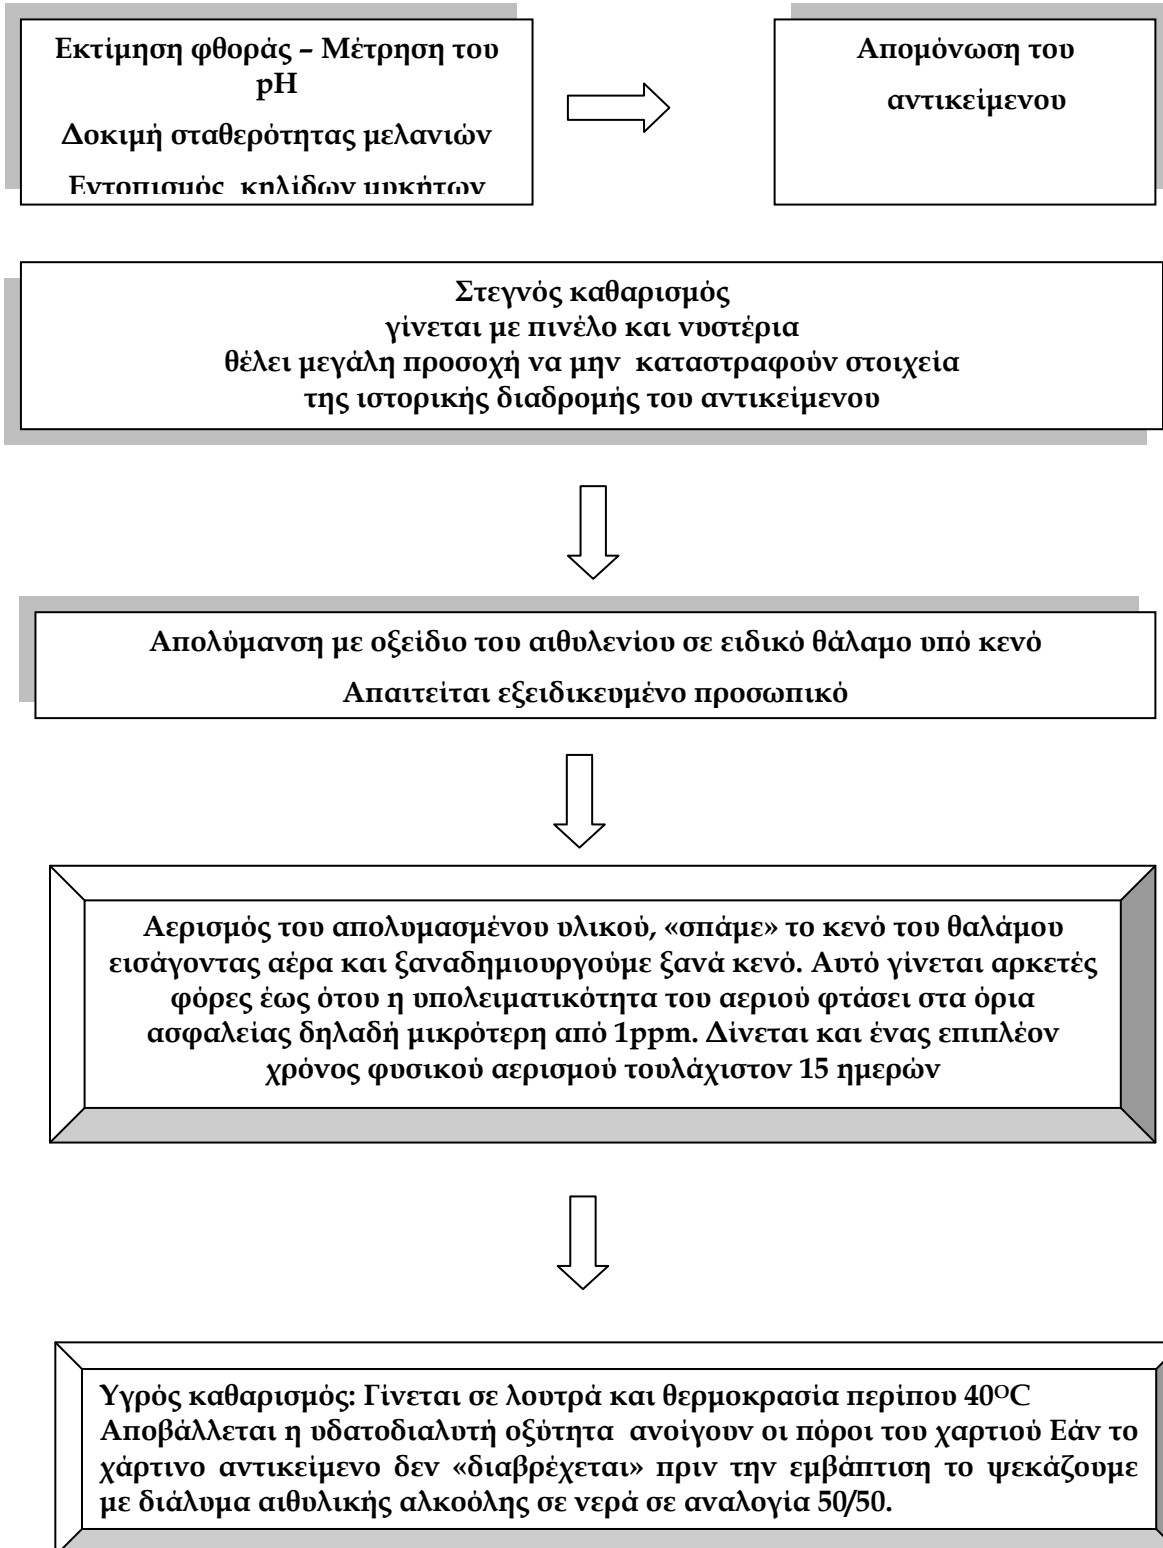 Εκτίμηση φθοράς – Μέτρηση του
pH
Δοκιμή σταθερότητας μελανιών
Εντοπισμός κηλίδων μυκήτων
Απομόνωση του
αντικείμενου
Στεγνός καθαρισμός
γίνεται με πινέλο και νυστέρια
θέλει μεγάλη προσοχή να μην καταστραφούν στοιχεία
της ιστορικής διαδρομής του αντικείμενου
Απολύμανση με οξείδιο του αιθυλενίου σε ειδικό θάλαμο υπό κενό
Απαιτείται εξειδικευμένο προσωπικό
Αερισμός του απολυμασμένου υλικού, «σπάμε» το κενό του θαλάμου
εισάγοντας αέρα και ξαναδημιουργούμε ξανά κενό. Αυτό γίνεται αρκετές
φόρες έως ότου η υπολειματικότητα του αεριού φτάσει στα όρια
ασφαλείας δηλαδή μικρότερη από 1ppm. Δίνεται και ένας επιπλέον
χρόνος φυσικού αερισμού τουλάχιστον 15 ημερών
Υγρός καθαρισμός: Γίνεται σε λουτρά και θερμοκρασία περίπου 40ᴼC
Αποβάλλεται η υδατοδιαλυτή οξύτητα ανοίγουν οι πόροι του χαρτιού Εάν το
χάρτινο αντικείμενο δεν «διαβρέχεται» πριν την εμβάπτιση το ψεκάζουμε
με διάλυμα αιθυλικής αλκοόλης σε νερά σε αναλογία 50/50.